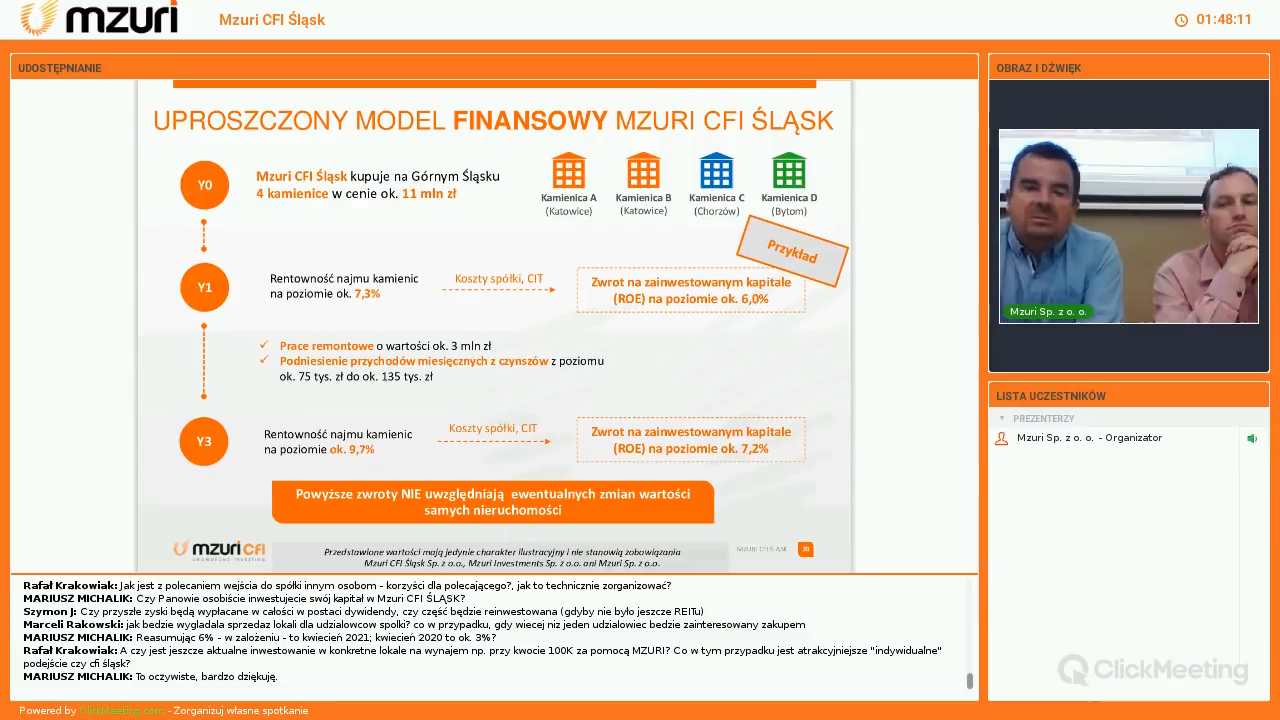 mzuri
Mzuri CFI Śląsk
01:48:11
UDOSTĘPNIANIE
UPROSZCZONY MODEL FINANSOWY MZURI CFI ŚLĄSK
Y0
Mzuri CFI Śląsk kupuje na Górnym Śląsku
4 kamienice w cenie ok. 11 mln zł
Kamienica A
(Katowice)
Kamienica B
(Katowice)
Kamienica C
(Chorzów)
Kamienica D
(Bytom)
Przykład
Y1
Rentowność najmu kamienic
na poziomie ok. 7,3%
Koszty spółki, CIT
Zwrot na zainwestowanym kapitale
(ROE) na poziomie ok. 6,0%
✓ Prace remontowe o wartości ok. 3 mln zł
✓ Podniesienie przychodów miesięcznych z czynszów z poziomu
ok. 75 tys. zł do ok. 135 tys. zł
Y3
Rentowność najmu kamienic
na poziomie ok. 9,7%
Koszty spółki, CIT
Zwrot na zainwestowanym kapitale
(ROE) na poziomie ok. 7,2%
Powyższe zwroty NIE uwzględniają ewentualnych zmian wartości
samych nieruchomości
mzuri CFI
CROWDFUND INVESTING
Przedstawione wartości mają jedynie charakter ilustracyjny i nie stanowią zobowiązania
Mzuri CFI Śląsk Sp. z o.o., Mzuri Investments Sp. z o.o. ani Mzuri Sp. z o.o.
MZURI CFI ŚLĄSK
20
Rafał Krakowiak: Jak jest z polecaniem wejścia do spółki innym osobom - korzyści dla polecającego?, jak to technicznie zorganizować?
MARIUSZ MICHALIK: Czy Panowie osobiście inwestujecie swój kapitał w Mzuri CFI ŚLĄSK?
Szymon J: Czy przyszłe zyski będą wypłacane w całości w postaci dywidendy, czy część będzie reinwestowana (gdyby nie było jeszcze REITu)
Marceli Rakowski: jak bedzie wygladala sprzedaz lokali dla udzialowcow spolki? co w przypadku, gdy wiecej niz jeden udzialowiec bedzie zainteresowany zakupem
MARIUSZ MICHALIK: Reasumując 6% - w założeniu - to kwiecień 2021; kwiecień 2020 to ok. 3%?
Rafał Krakowiak: A czy jest jeszcze aktualne inwestowanie w konkretne lokale na wynajem np. przy kwocie 100K za pomocą MZURI? Co w tym przypadku jest atrakcyjniejsze "indywidualne"
podejście czy cfi śląsk?
MARIUSZ MICHALIK: To oczywiste, bardzo dziękuję.
OBRAZ I DŹWIĘK
Mzuri Sp. z o. o.
LISTA UCZESTNIKÓW
PREZENTERZY
Mzuri Sp. z o. o. - Organizator
ClickMeeting
Powered by ClickMeeting.com - Zorganizuj własne spotkanie